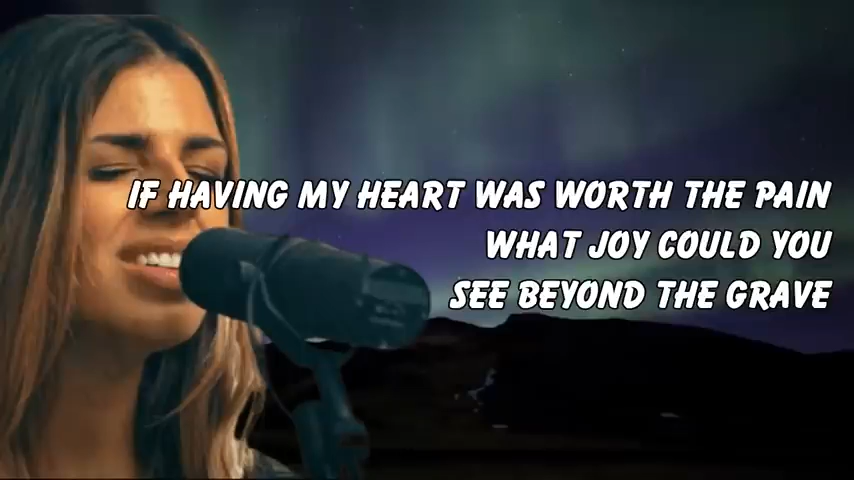 IF HAVING MY HEART WAS WORTH THE PAIN
WHAT JOY COULD YOU
SEE BEYOND THE GRAVE